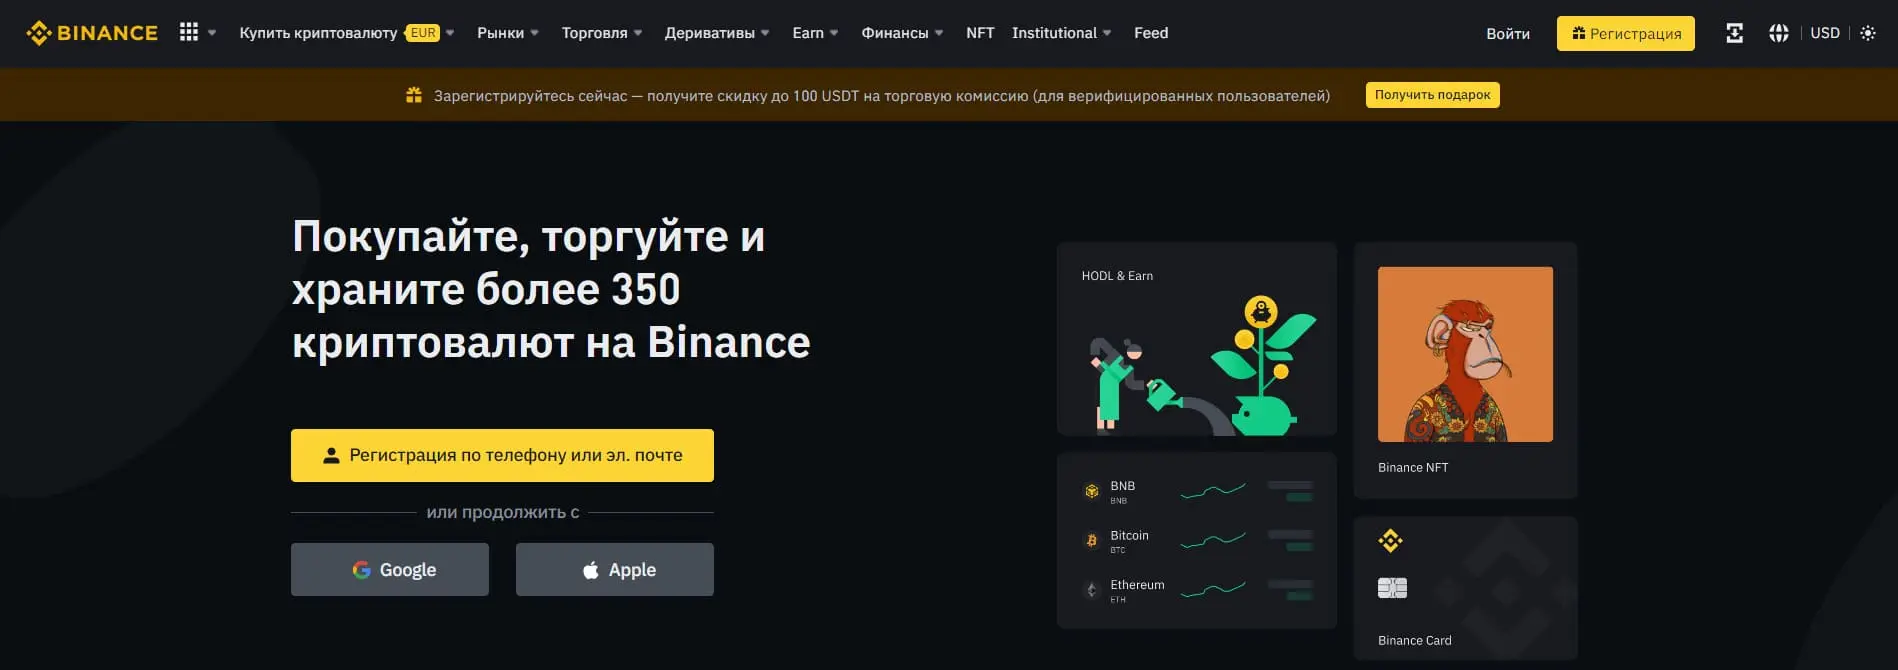 BINANCE Купить криптовалюту EUR Рынки Торговля Деривативы Earn Финансы NFT Institutional Feed Войти Регистрация USD
Зарегистрируйтесь сейчас — получите скидку до 100 USDT на торговую комиссию (для верифицированных пользователей) Получить подарок
Покупайте, торгуйте и
храните более 350
криптовалют на Binance
Регистрация по телефону или эл. почте
или продолжить с
Google Apple
HODL & Earn
BNB
BNB
Bitcoin
BTC
Ethereum
ETH
Binance NFT
Binance Card